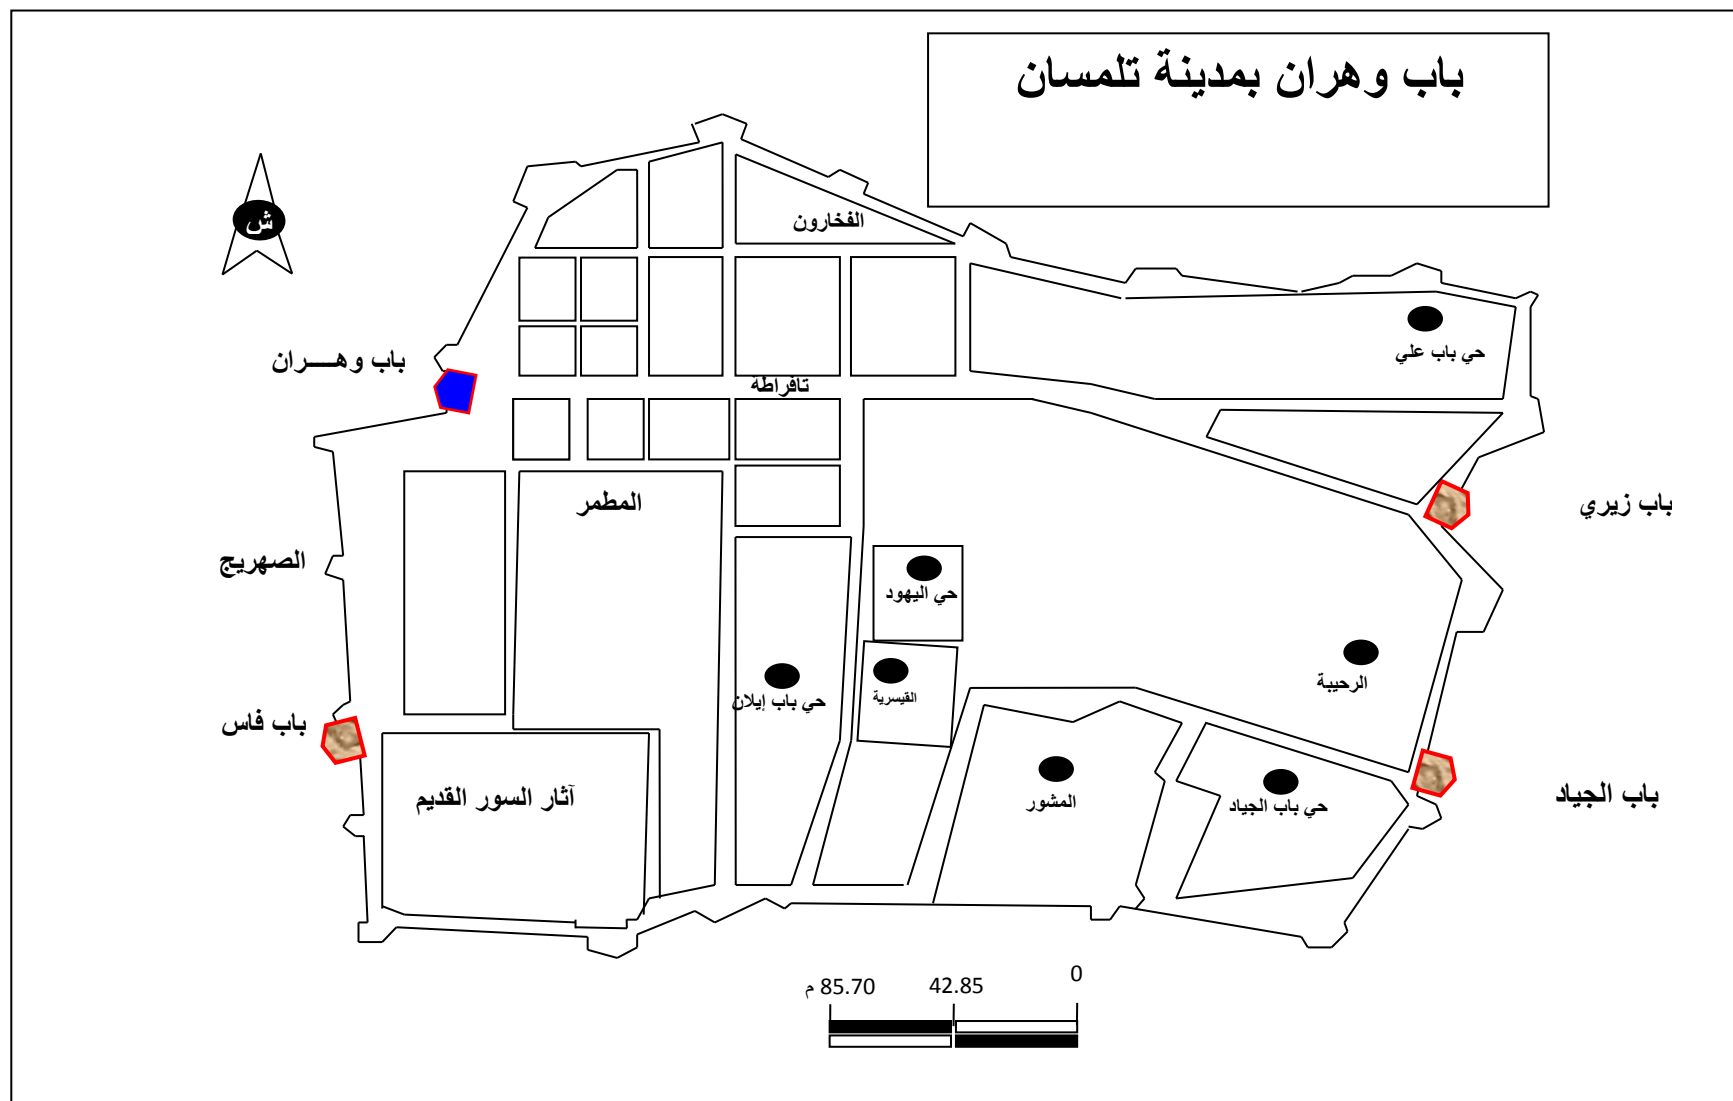 باب وهران بمدينة تلمسان
ش
الفخارون
حي باب علي
باب وهـــــران
تافراطة
المطمر
باب زيري
الصهريج
حي اليهود
الرحيبة
القيسرية
حي باب إيلان
باب فاس
آثار السور القديم
المشور
حي باب الجياد
باب الجياد
0
42.85
85.70 م